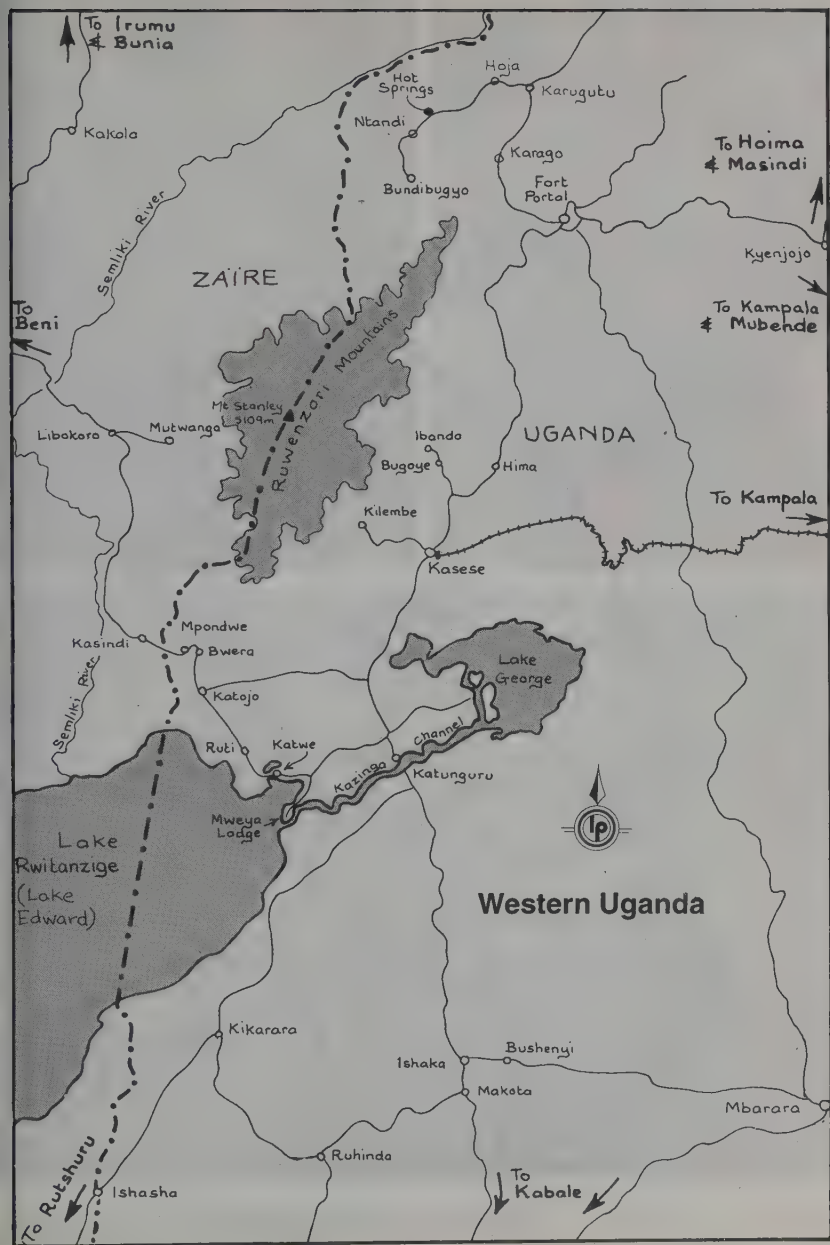 To Irumu
& Bunia
Kakola
Semliki River
Hot
Springs
Hoja
Karugutu
Ntandi
Bundibugyo
Karago
Fort
Portal
To Hoima
& Masindi
Kyenjojo
To Kampala
& Mubende
ZAÏRE
To
Beni
Ruwenzori Mountains
Mt Stanley
5109m
Libokoro
Mutwanga
Ibanda
Bugoye
Hima
UGANDA
Kilembe
To Kampala
Kasese
Kasindi
Mpondwe
Bwera
Katojo
Semliki River
Ruti
Katwe
Lake
George
Kazinga Channel
Katunguru
Mweya
Lodge
Lake
Rwitanzige
(Lake
Edward)
lp
Western Uganda
Kikarara
Ishaka
Bushenyi
Makota
Mbarara
Ruhinda
To
Kabale
To Rutshuru
Ishasha